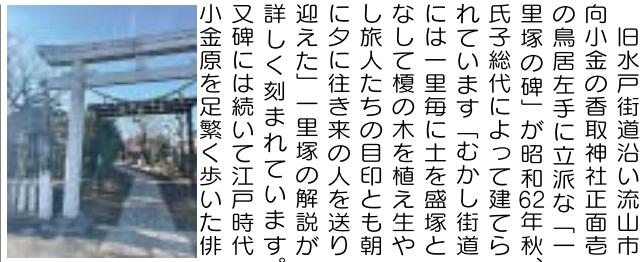 旧水戸街道沿い流山市
向小金の香取神社正面壱
の鳥居左手に立派な「一
里塚の碑」が昭和62年秋、
氏子総代によって建てら
れています「むかし街道
には一里毎に土を盛塚と
なして榎の木を植え生や
し旅人たちの目印とも朝
に夕に往き来の人を送り
迎えた」一里塚の解説が
詳しく刻まれています。
又碑には続いて江戸時代
小金原を足繁く歩いた俳